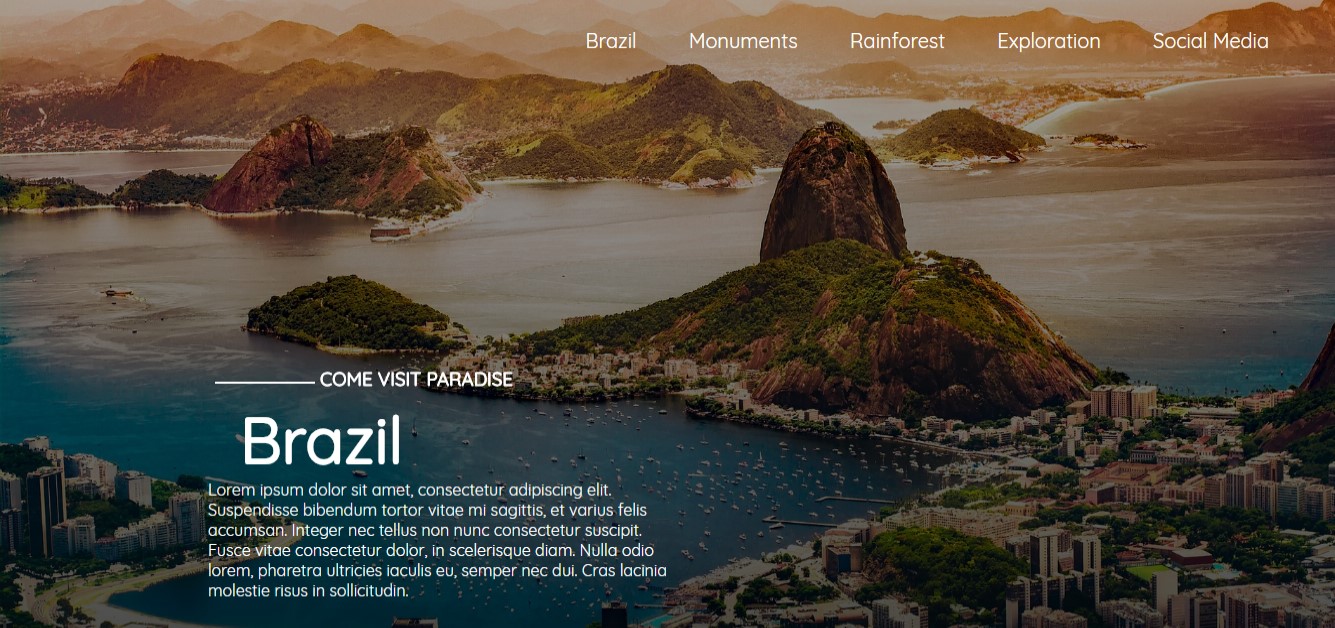 Brazil Monuments Rainforest Exploration Social Media
COME VISIT PARADISE
Brazil
Lorem ipsum dolor sit amet, consectetur adipiscing elit.
Suspendisse bibendum tortor vitae mi sagittis, et varius felis
accumsan. Integer nec tellus non nunc consectetur suscipit.
Fusce vitae consectetur dolor, in scelerisque diam. Nulla odio
lorem, pharetra ultricies iaculis eu, semper nec dui. Cras lacinia
molestie risus in sollicitudin.